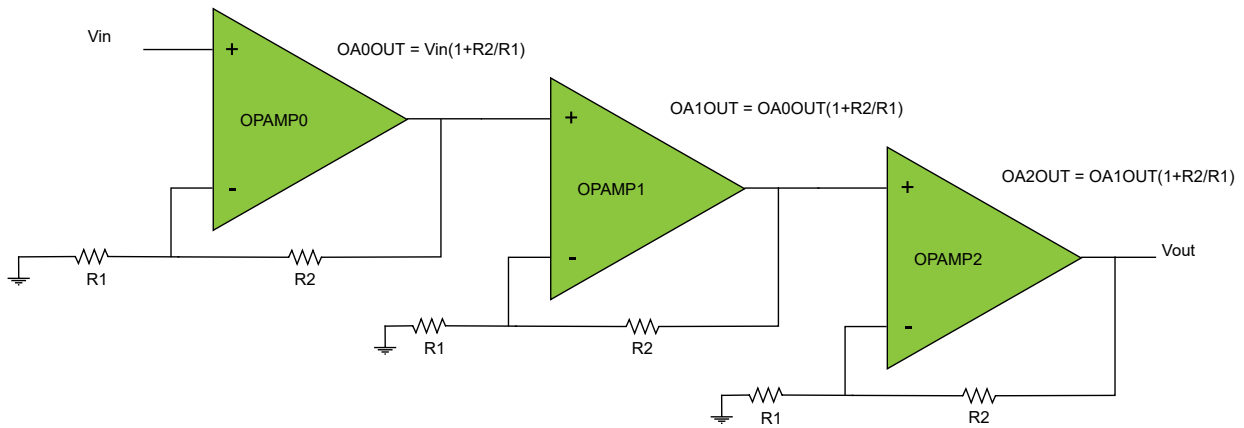 Vin
+
OA0OUT = Vin(1+R2/R1)
OPAMP0
-
R1
R2
OA1OUT = OA0OUT(1+R2/R1)
+
OPAMP1
-
R1
R2
OA2OUT = OA1OUT(1+R2/R1)
+
OPAMP2
Vout
-
R1
R2